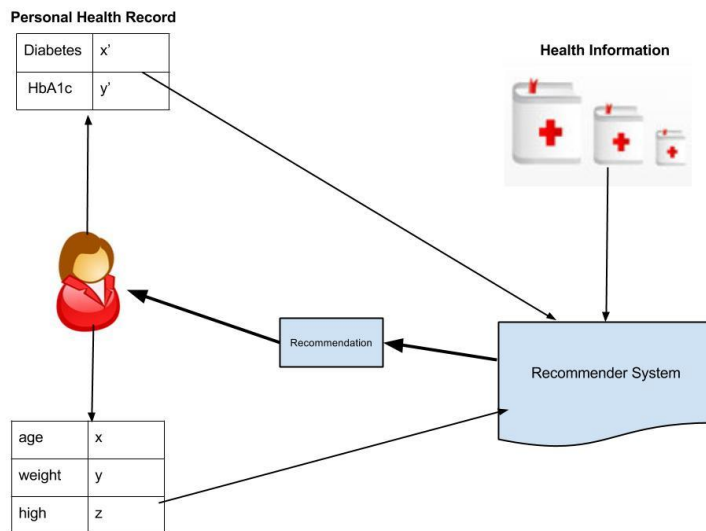 Personal Health Record
Diabetes x’
HbA1c y’
Health Information
Recommendation
Recommender System
age x
weight y
high z